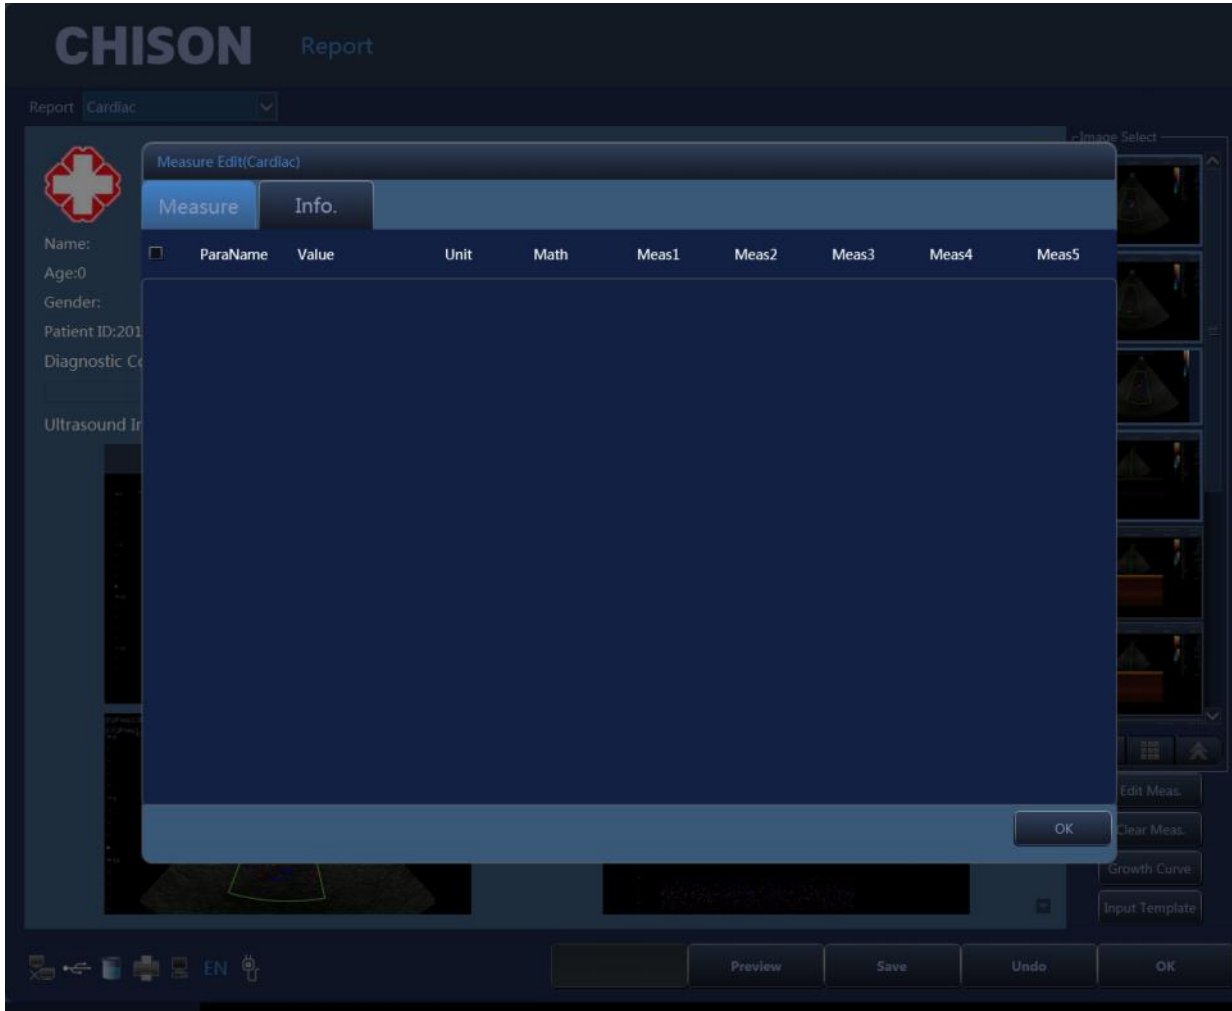 CHISON Report
Report Cardiac
Image Select
Measure Edit(Cardiac)
Measure Info.
ParaName Value Unit Math Meas1 Meas2 Meas3 Meas4 Meas5
Name:
Age:0
Gender:
Patient ID:201
Diagnostic
Ultrasound
Edit Meas.
OK
Clear Meas.
Growth Curve
Input Template
EN
Preview Save Undo OK